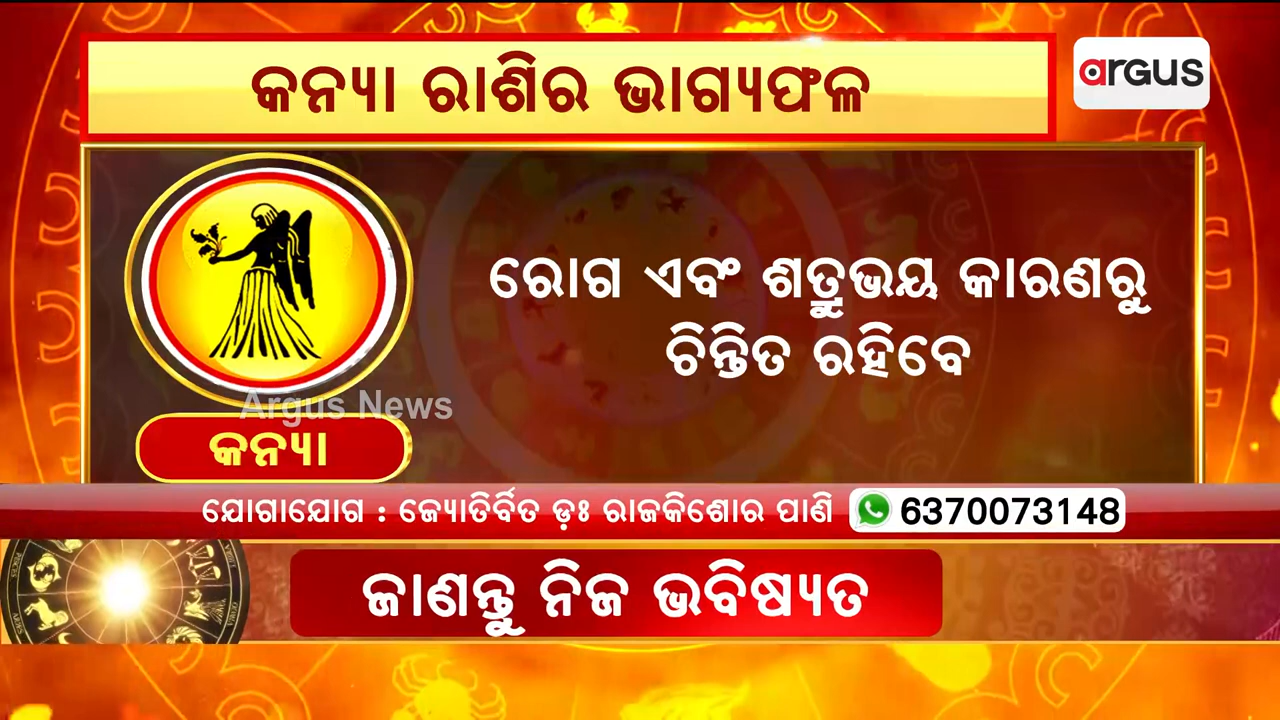 କନ୍ୟା ରାଶିର ଭାଗ୍ୟଫଳ
argus
ରୋଗ ଏବଂ ଶତ୍ରୁଭୟ କାରଣରୁ
ଚିନ୍ତିତ ରହିବେ
Argus News
କନ୍ୟା
ଯୋଗାଯୋଗ : ଜ୍ୟୋତିର୍ବିତ ଡ଼ଃ ରାଜକିଶୋର ପାଣି 6370073148
ଜାଣନ୍ତୁ ନିଜ ଭବିଷ୍ୟତ